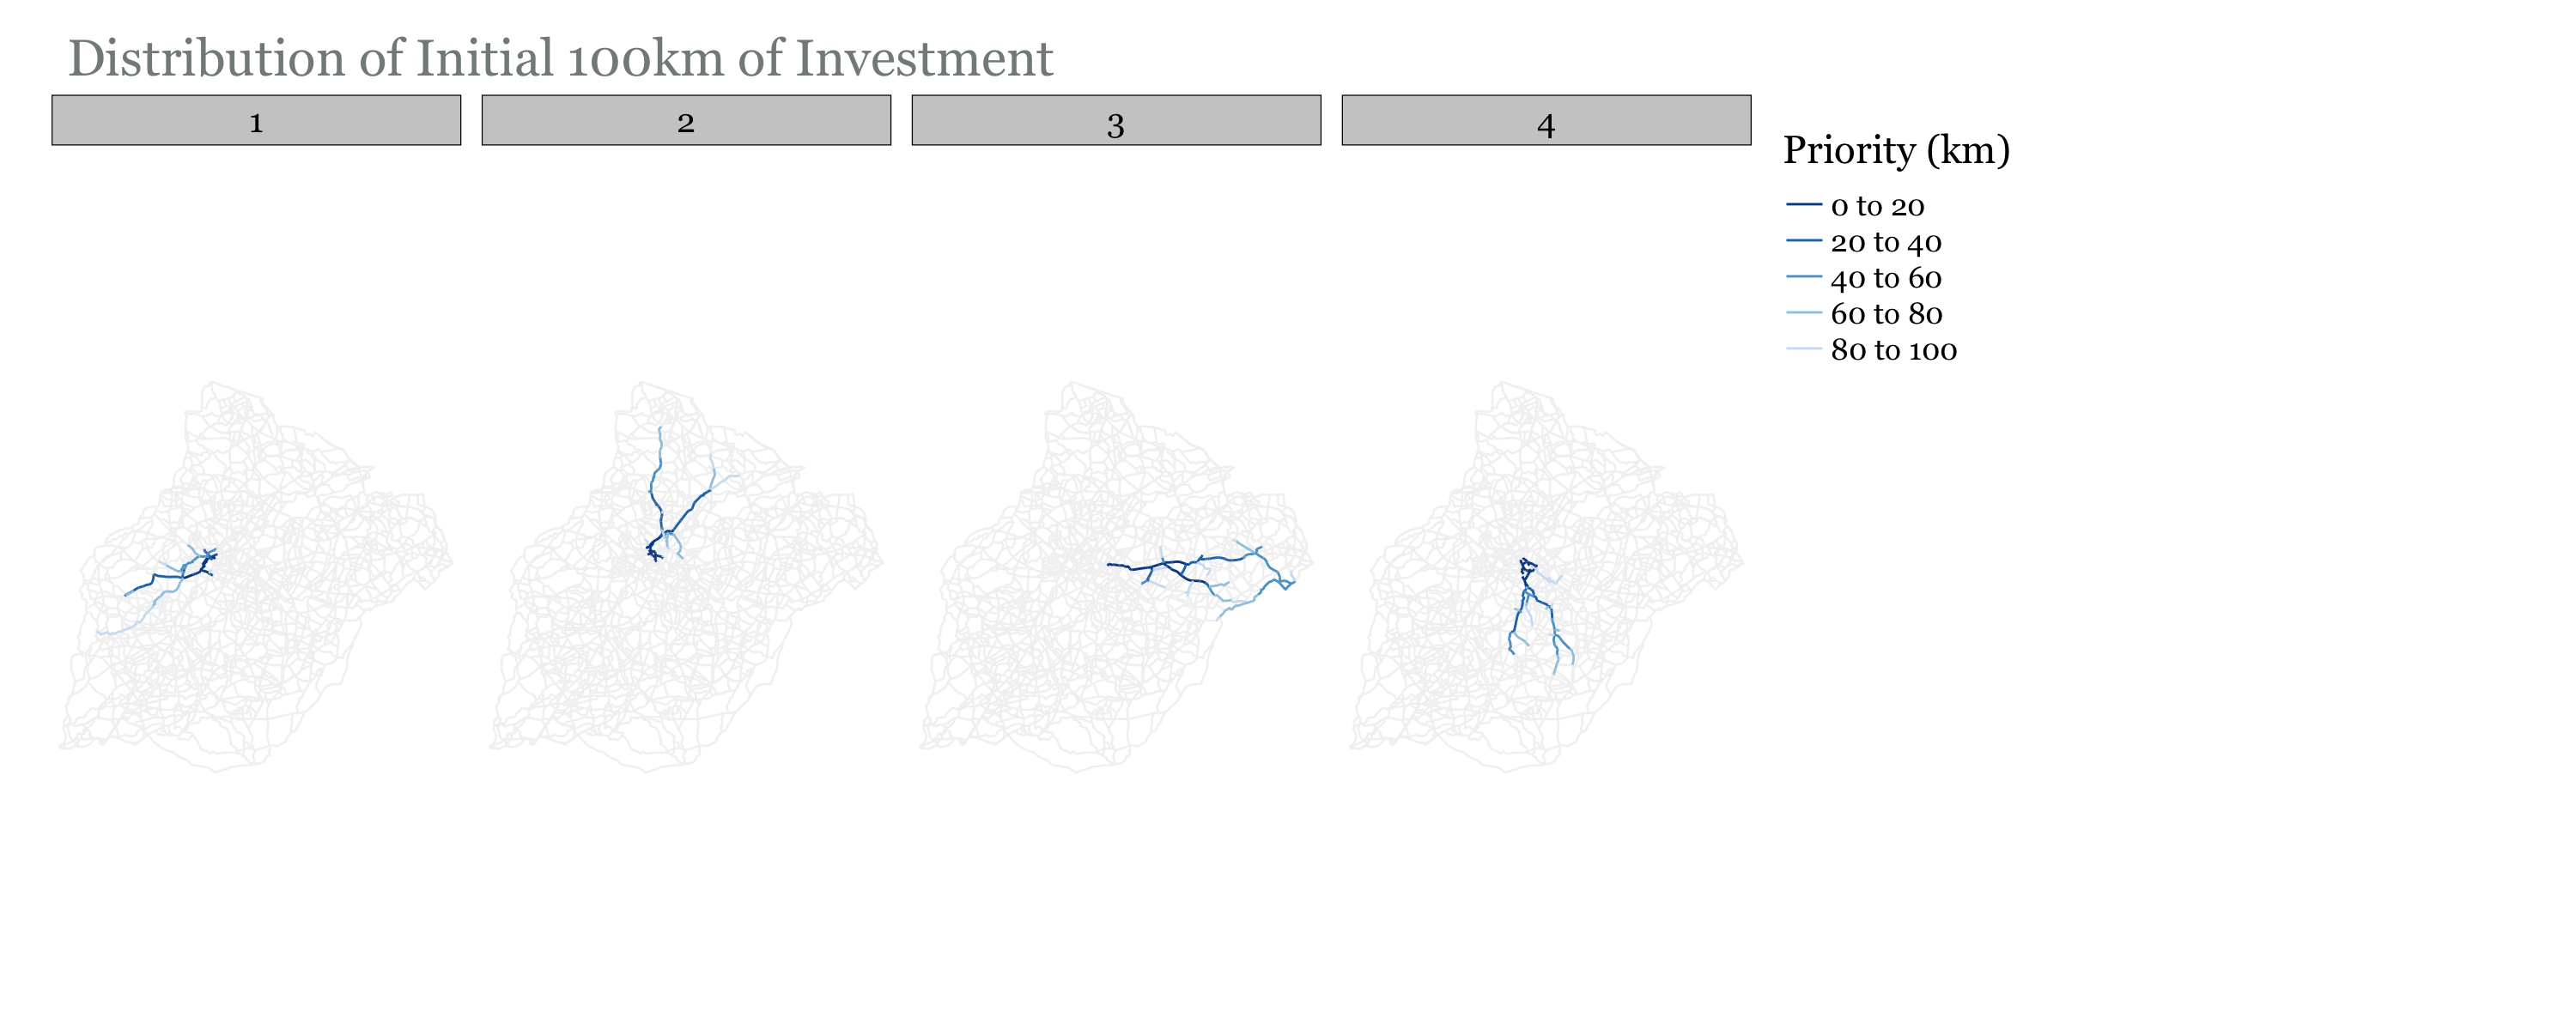 Distribution of Initial 100km of Investment
1
2
3
4
Priority (km)
0 to 20
20 to 40
40 to 60
60 to 80
80 to 100